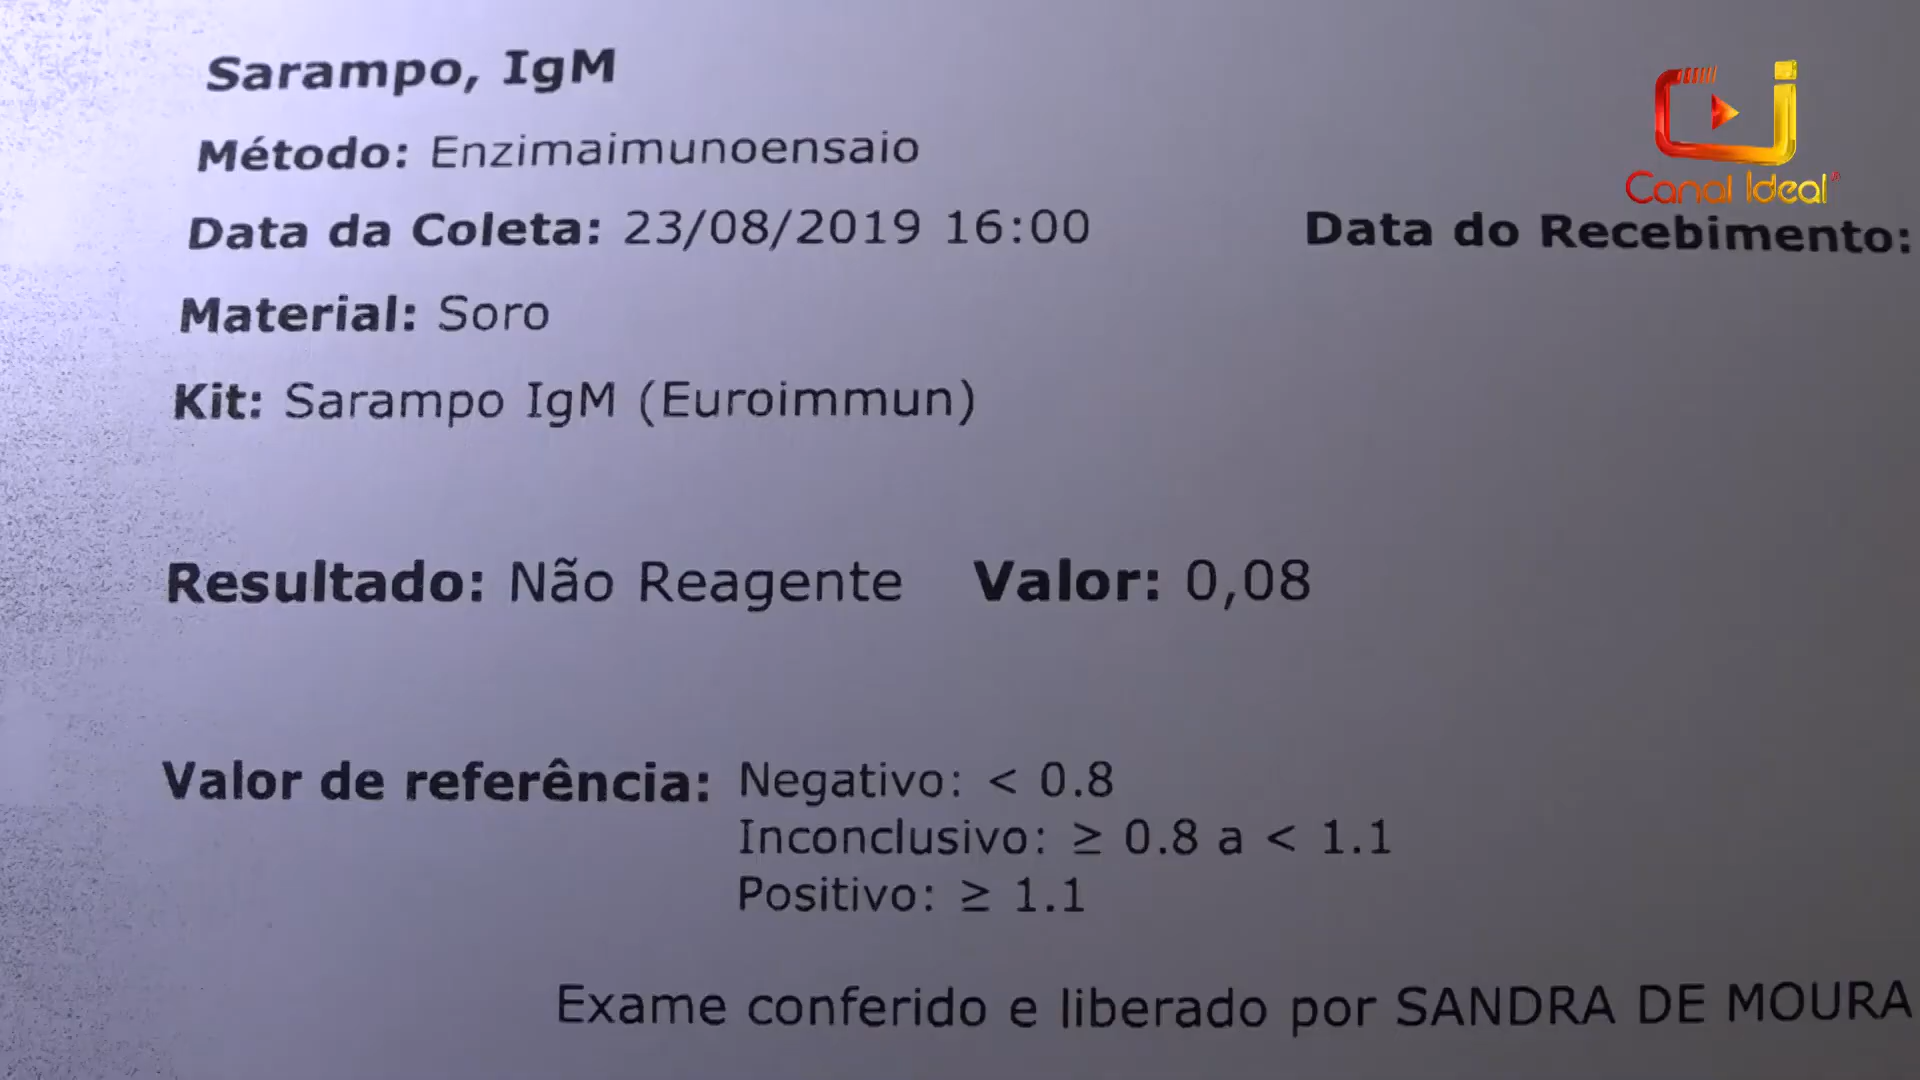 Sarampo, IgM
Canal Ideal
Método: Enzimaimunoensaio
Data da Coleta: 23/08/2019 16:00 Data do Recebimento:
Material: Soro
Kit: Sarampo IgM (Euroimmun)
Resultado: Não Reagente Valor: 0,08
Valor de referência: Negativo: < 0.8
Inconclusivo: ≥ 0.8 a < 1.1
Positivo: ≥ 1.1
Exame conferido e liberado por SANDRA DE MOURA